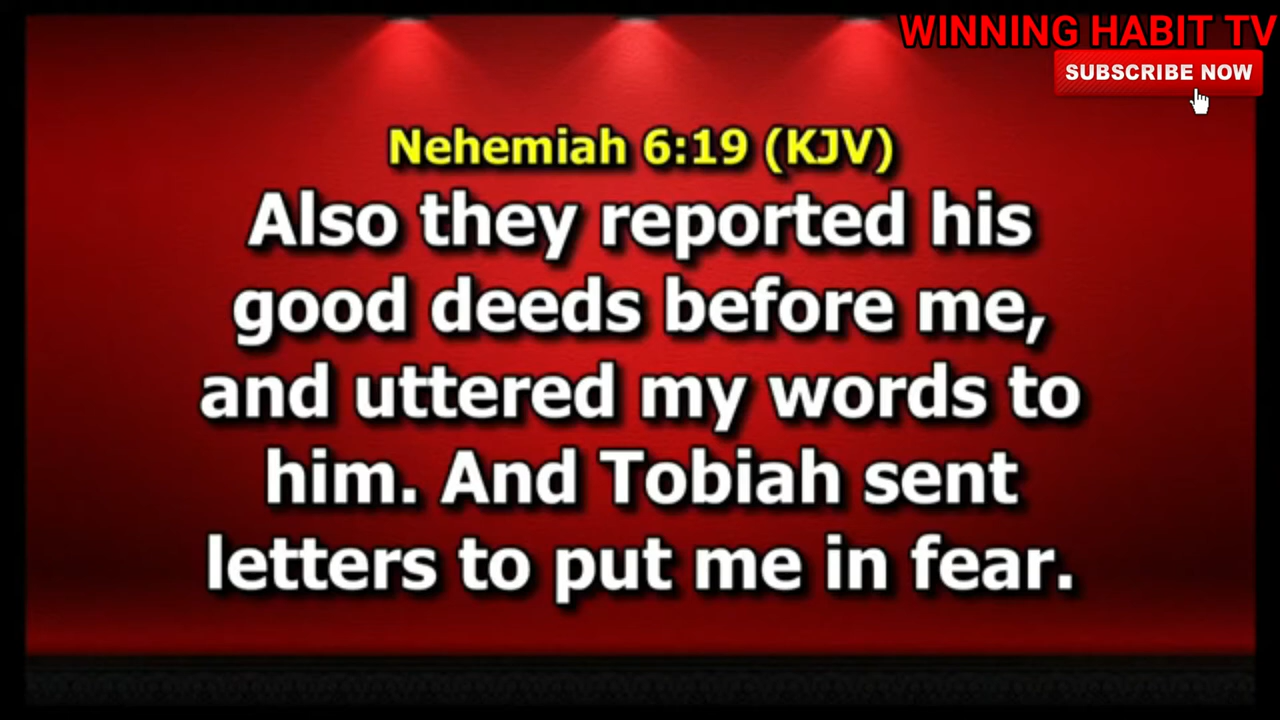 WINNING HABIT TV
SUBSCRIBE NOW
Nehemiah 6:19 (KJV)
Also they reported his
good deeds before me,
and uttered my words to
him. And Tobiah sent
letters to put me in fear.